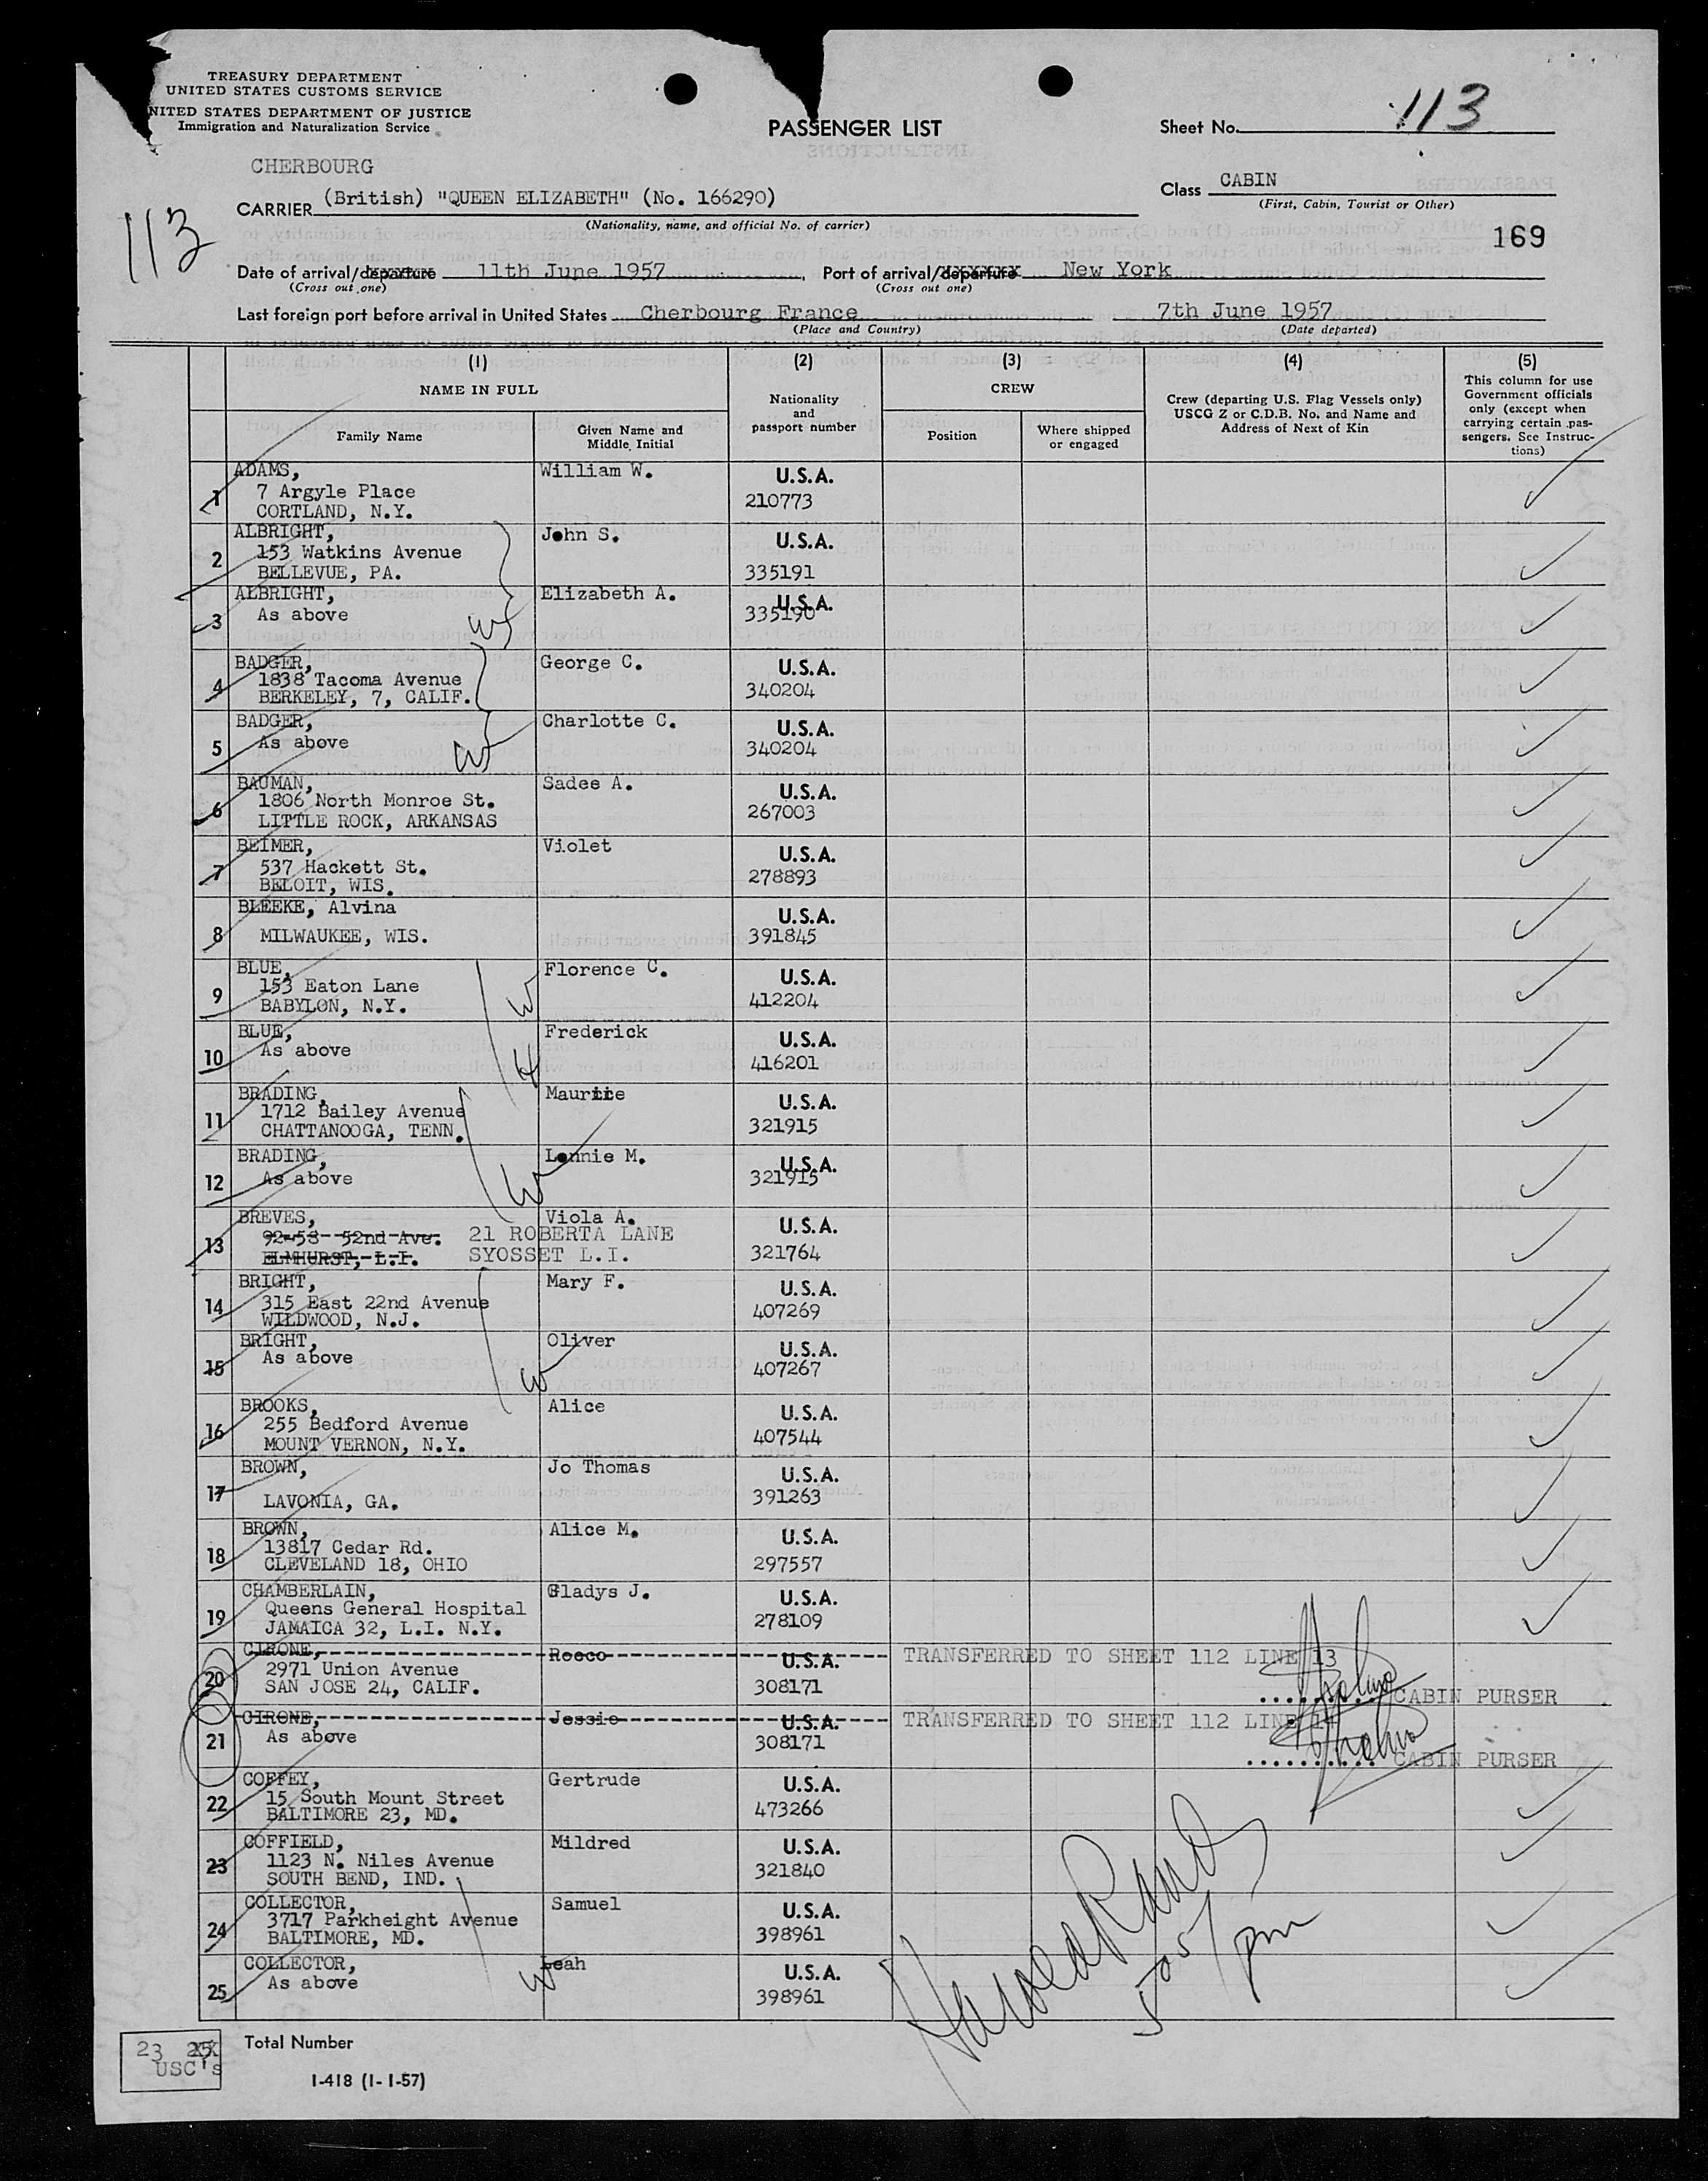 TREASURY DEPARTMENT
UNITED STATES CUSTOMS SERVICE
NITED STATES DEPARTMENT OF JUSTICE
Immigration and Naturalization Service
PASSENGER LIST
Sheet No. 113
CHERBOURG
CARRIER (British) "QUEEN ELIZABETH" (No. 166290)
(Nationality, name, and official No. of carrier)
Class CABIN
(First, Cabin, Tourist or Other)
113
169
Date of arrival/departure 11th June 1957, Port of arrival/departure New York
(Cross out one) (Cross out one)
Last foreign port before arrival in United States Cherbourg France 7th June 1957
(Place and Country) (Date departed)
(1) (2) (3) (4) (5)
NAME IN FULL
Family Name
Given Name and Middle Initial
Nationality and passport number
CREW
Position
Where shipped or engaged
Crew (departing U.S. Flag Vessels only)
USCG Z or C.D.B. No. and Name and
Address of Next of Kin
This column for use
Government officials
only (except when
carrying certain pas-
sengers. See Instruc-
tions)
1 ADAMS, William W. U.S.A.
7 Argyle Place 210773
CORTLAND, N.Y.
2 ALBRIGHT, John S. U.S.A.
153 Watkins Avenue
BELLEVUE, PA. 335191
3 ALBRIGHT, Elizabeth A. U.S.A.
As above 335190
W
4 BADGER, George C. U.S.A.
1838 Tacoma Avenue
BERKELEY, 7, CALIF. 340204
5 BADGER, Charlotte C. U.S.A.
As above 340204
W
6 BAUMAN, Sadee A. U.S.A.
1806 North Monroe St. 267003
LITTLE ROCK, ARKANSAS
7 BEIMER, Violet U.S.A.
537 Hackett St. 278893
BELOIT, WIS.
8 BLEEKE, Alvina U.S.A.
MILWAUKEE, WIS. 391845
9 BLUE, Florence C. U.S.A.
153 Eaton Lane W
BABYLON, N.Y. 412204
10 BLUE, Frederick U.S.A.
As above H 416201
11 BRADING, Maurice U.S.A.
1712 Bailey Avenue 321915
CHATTANOOGA, TENN.
12 BRADING, Lonnie M. U.S.A.
As above W 321915
13 BREVES, Viola A. U.S.A.
92-53 52nd Ave. 21 ROBERTA LANE
ELMHURST, L.I. SYOSSET L.I. 321764
14 BRIGHT, Mary F. U.S.A.
315 East 22nd Avenue 407269
WILDWOOD, N.J.
15 BRIGHT, Oliver U.S.A.
As above W 407267
16 BROOKS, Alice U.S.A.
255 Bedford Avenue 407544
MOUNT VERNON, N.Y.
17 BROWN, Jo Thomas U.S.A.
LAVONIA, GA. 391263
18 BROWN, Alice M. U.S.A.
13817 Cedar Rd.
CLEVELAND 18, OHIO 297557
19 CHAMBERLAIN, Gladys J. U.S.A.
Queens General Hospital 278109
JAMAICA 32, L.I. N.Y.
20 CIRONE, Rocco U.S.A. TRANSFERRED TO SHEET 112 LINE 13
2971 Union Avenue
SAN JOSE 24, CALIF. 308171 CABIN PURSER
21 CIRONE, Jessie U.S.A. TRANSFERRED TO SHEET 112 LINE 14
As above 308171 CABIN PURSER
22 COFFEY, Gertrude U.S.A.
15 South Mount Street 473266
BALTIMORE 23, MD.
23 COFFIELD, Mildred U.S.A.
1123 N. Niles Avenue 321840
SOUTH BEND, IND.
24 COLLECTOR, Samuel U.S.A.
3717 Parkheight Avenue 398961
BALTIMORE, MD.
25 COLLECTOR, Leah U.S.A.
As above W 398961
pm
23 25
USC's
Total Number
I-418 (1-1-57)